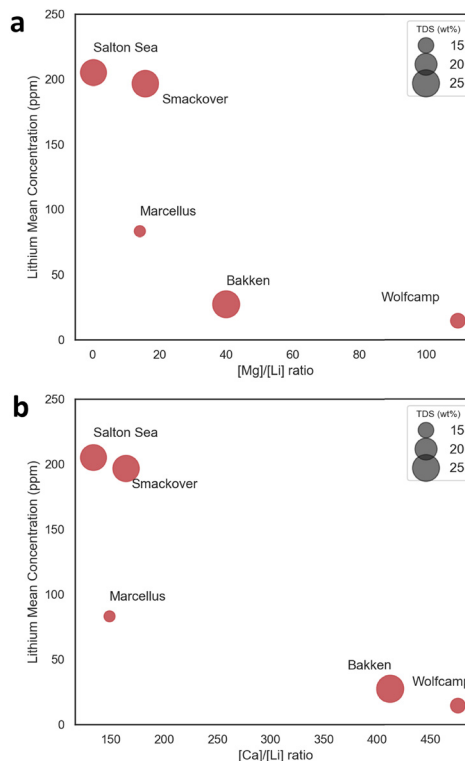 a
250
200
150
100
50
0
Lithium Mean Concentration (ppm)
Salton Sea
Smackover
Marcellus
Bakken
Wolfcamp
TDS (wt%)
15
20
25
0 20 40 60 80 100
[Mg]/[Li] ratio
b
250
200
150
100
50
0
Lithium Mean Concentration (ppm)
Salton Sea
Smackover
Marcellus
Bakken
Wolfcamp
TDS (wt%)
15
20
25
150 200 250 300 350 400 450
[Ca]/[Li] ratio